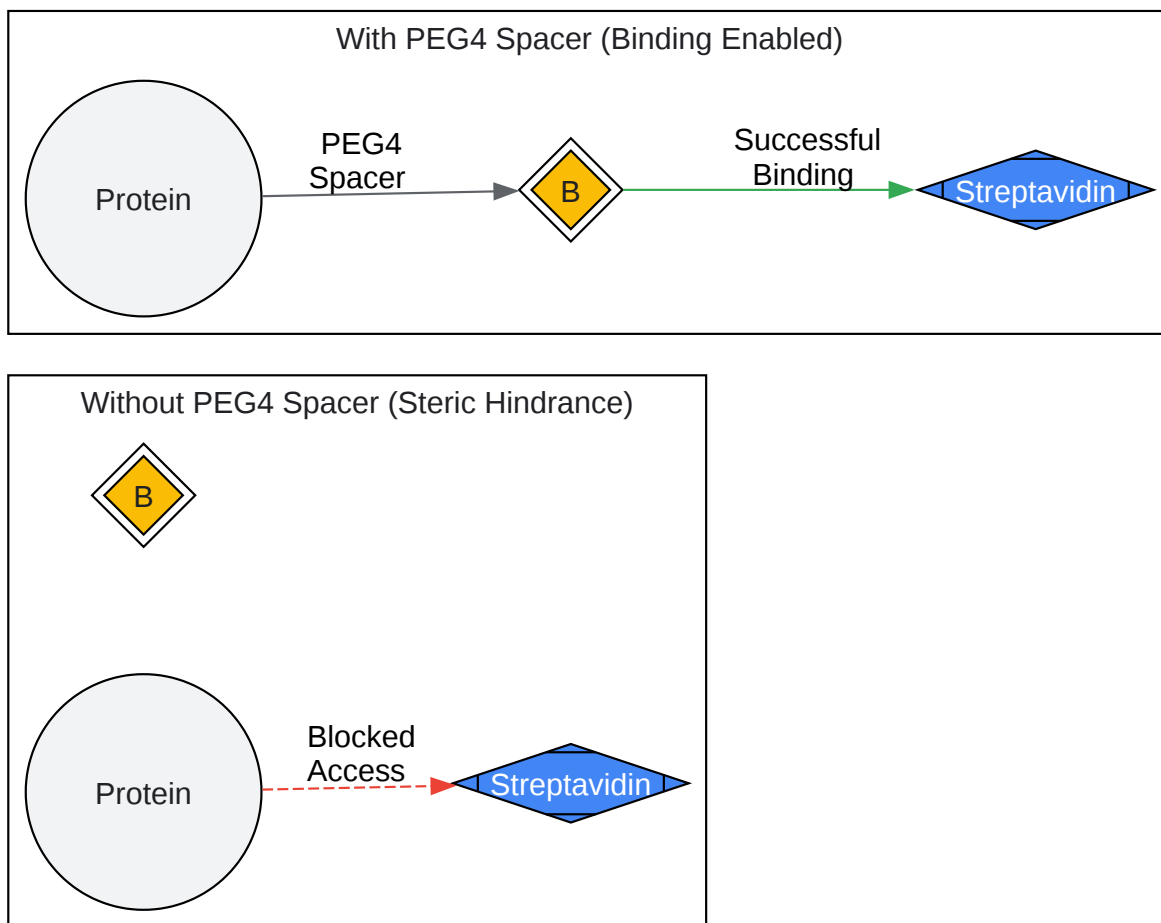 With PEG4 Spacer (Binding Enabled)
Protein
PEG4
Spacer
B
Successful
Binding
Streptavidin
Without PEG4 Spacer (Steric Hindrance)
B
Protein
Blocked
Access
Streptavidin